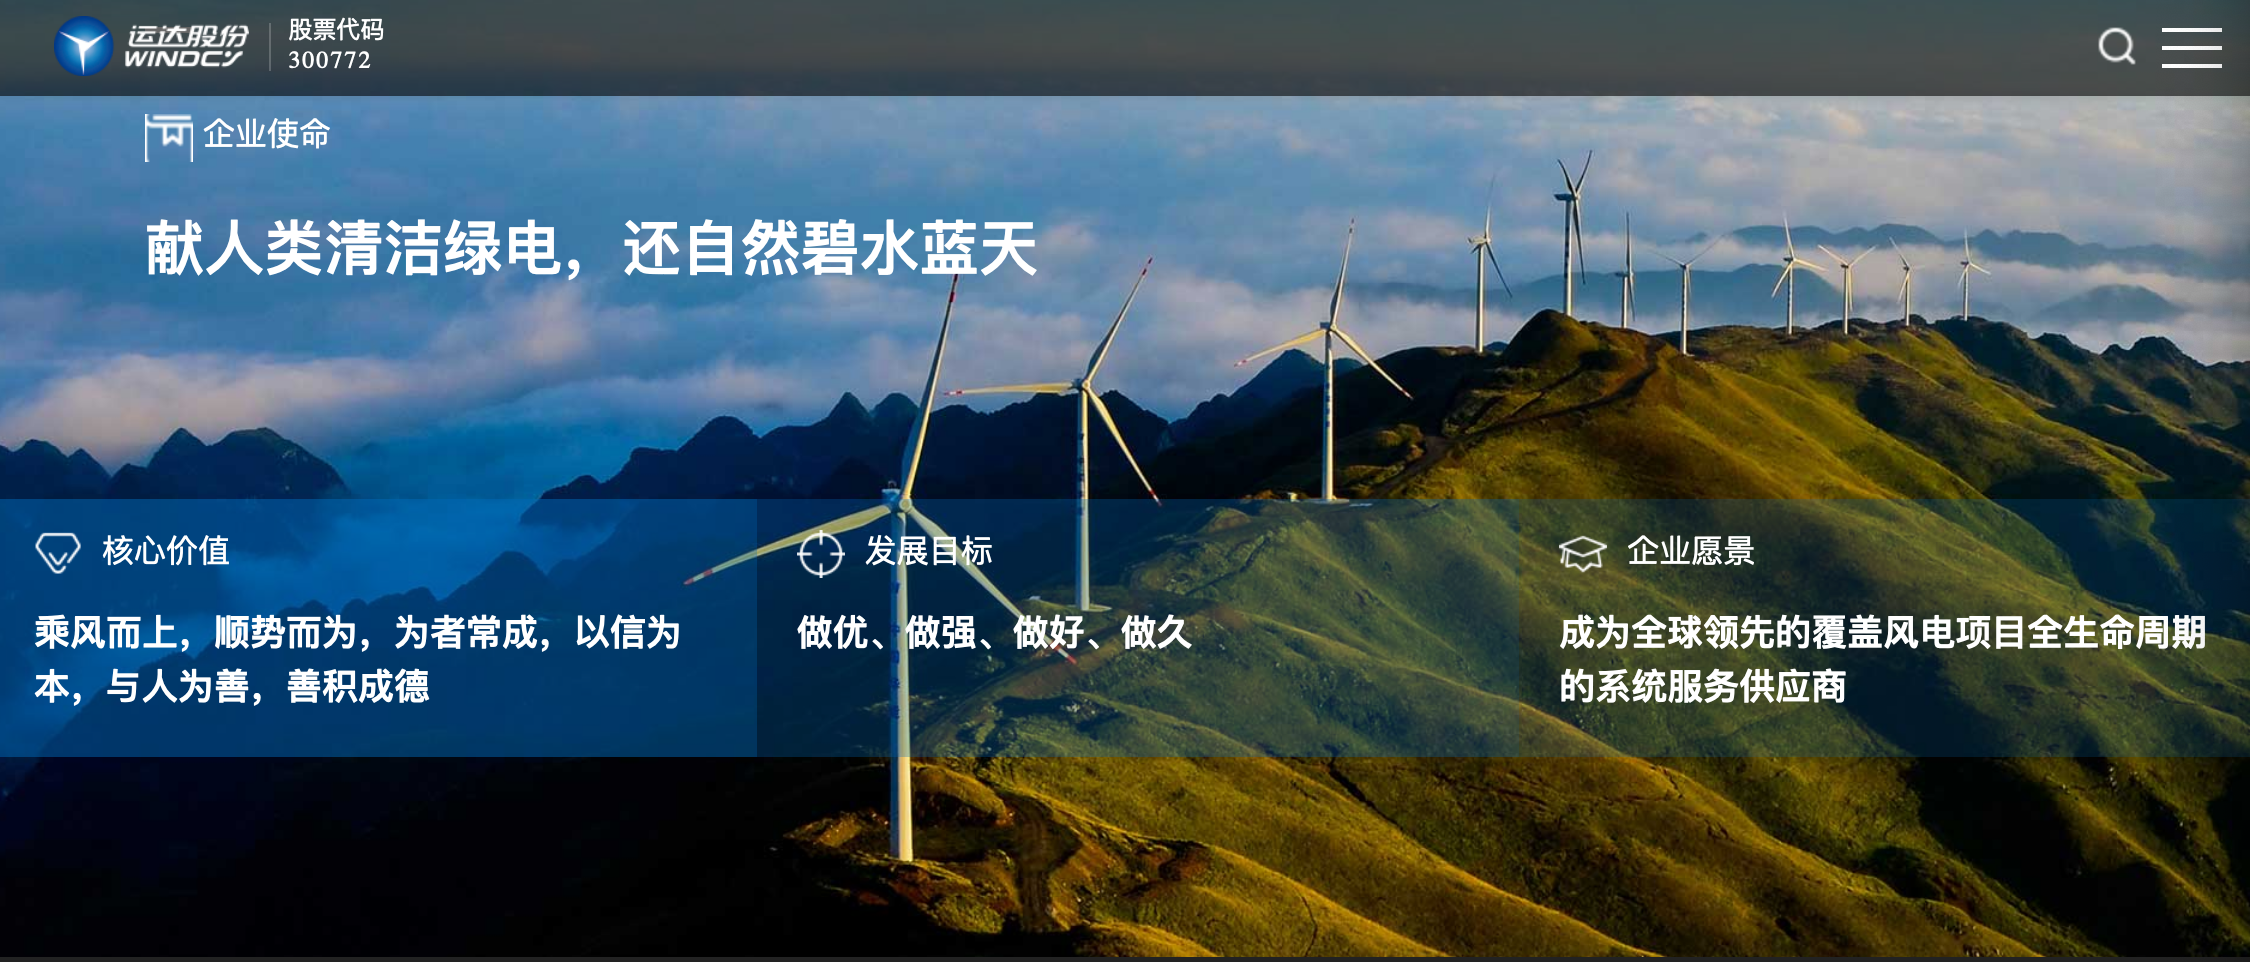 运达股份
WINDEY
股票代码
300772
企业使命
献人类清洁绿电，还自然碧水蓝天
核心价值
乘风而上，顺势而为，为者常成，以信为
本，与人为善，善积成德
发展目标
做优、做强、做好、做久
企业愿景
成为全球领先的覆盖风电项目全生命周期
的系统服务供应商